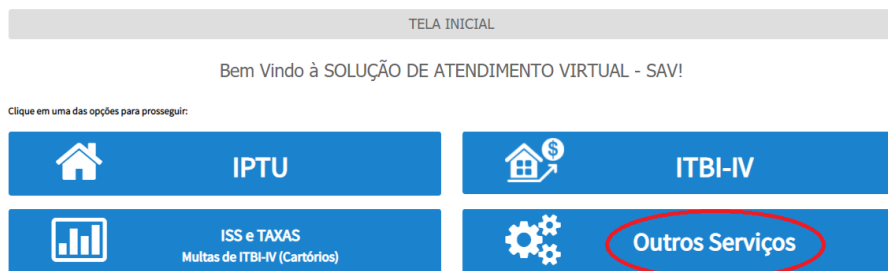 TELA INICIAL
Bem Vindo à SOLUÇÃO DE ATENDIMENTO VIRTUAL - SAV!
Clique em uma das opções para prosseguir:
IPTU
ITBI-IV
ISS e TAXAS
Multas de ITBI-IV (Cartórios)
Outros Serviços